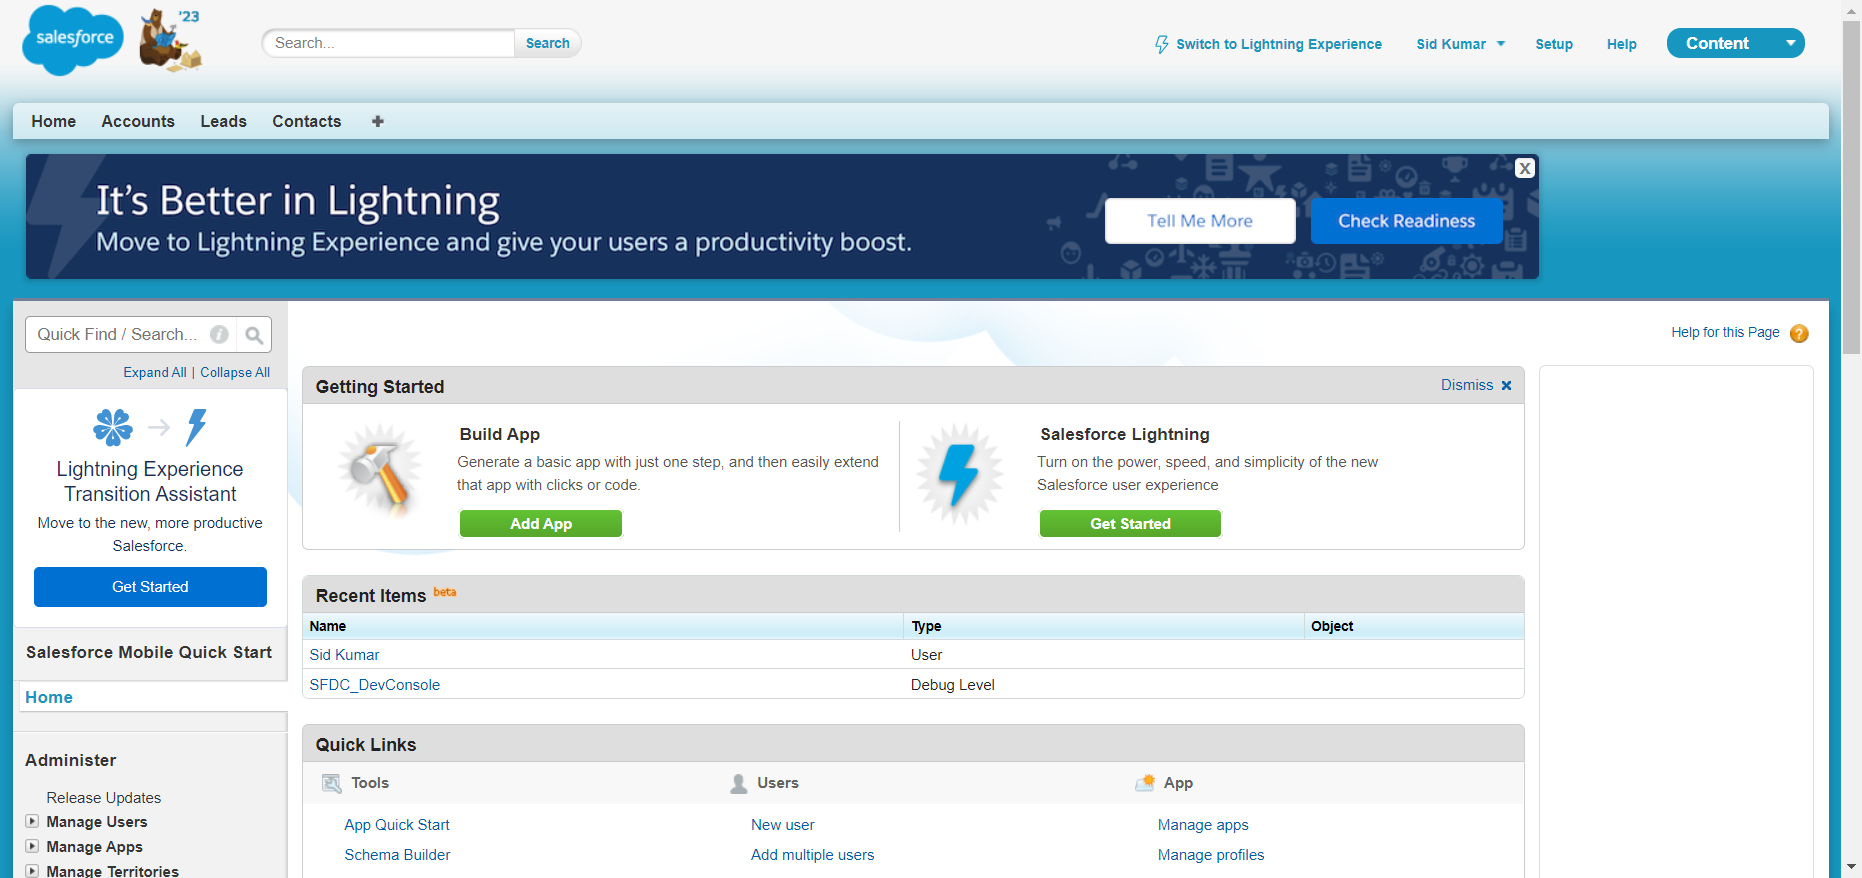 salesforce
'23
Search...
Search
Switch to Lightning Experience
Sid Kumar
Setup
Help
Content
Home
Accounts
Leads
Contacts
It's Better in Lightning
Move to Lightning Experience and give your users a productivity boost.
Tell Me More
Check Readiness
X
Quick Find / Search...
Expand All | Collapse All
Lightning Experience
Transition Assistant
Move to the new, more productive
Salesforce.
Get Started
Salesforce Mobile Quick Start
Home
Administer
Release Updates
Manage Users
Manage Apps
Manage Territories
Help for this Page
Getting Started
Dismiss
Build App
Generate a basic app with just one step, and then easily extend
that app with clicks or code.
Add App
Salesforce Lightning
Turn on the power, speed, and simplicity of the new
Salesforce user experience
Get Started
Recent Items beta
Name Type Object
Sid Kumar User
SFDC_DevConsole Debug Level
Quick Links
Tools Users App
App Quick Start New user Manage apps
Schema Builder Add multiple users Manage profiles